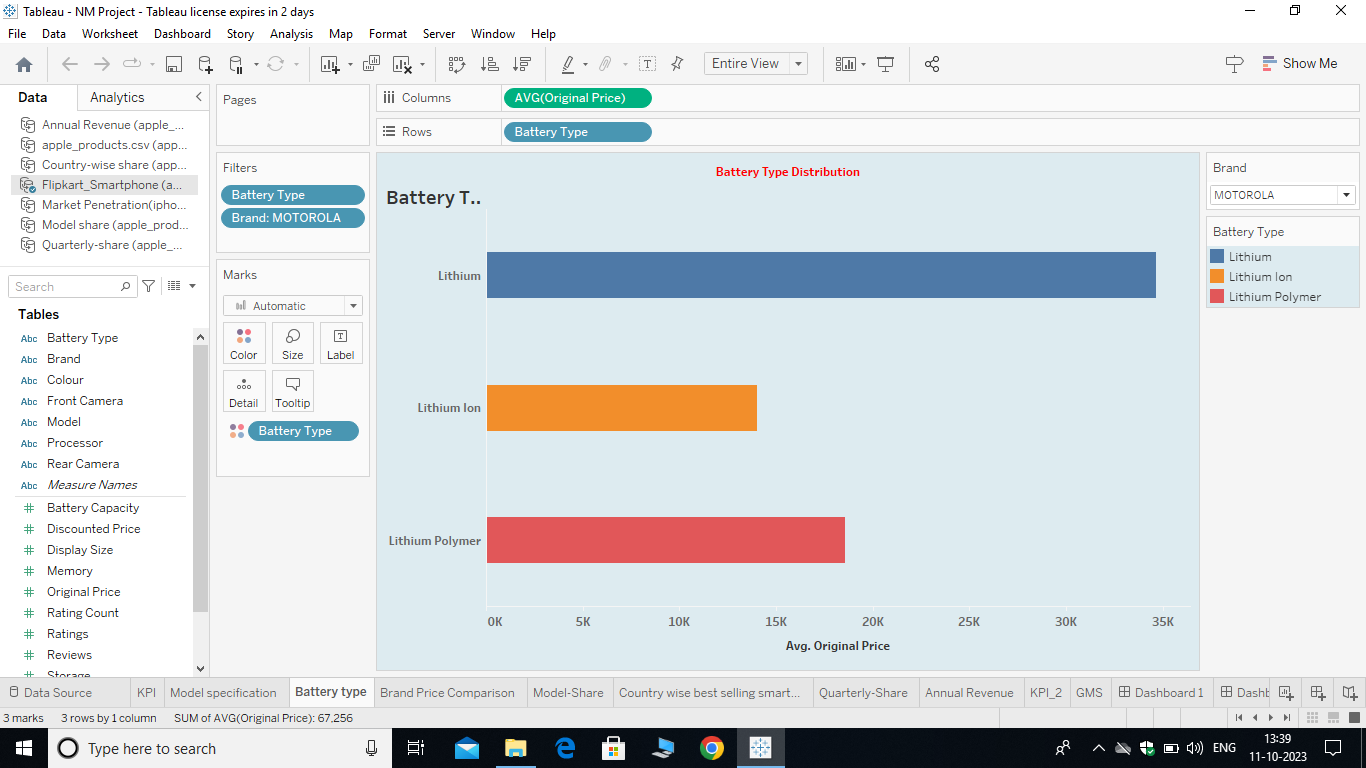 Tableau - NM Project - Tableau license expires in 2 days
File Data Worksheet Dashboard Story Analysis Map Format Server Window Help
Entire View
Show Me
Data Analytics
Annual Revenue (apple_...
apple_products.csv (app...
Country-wise share (app...
Flipkart_Smartphone (a...
Market Penetration(ipho...
Model share (apple_prod...
Quarterly-share (apple_...
Search
Tables
Abc Battery Type
Abc Brand
Abc Colour
Abc Front Camera
Abc Model
Abc Processor
Abc Rear Camera
Abc Measure Names
# Battery Capacity
# Discounted Price
# Display Size
# Memory
# Original Price
# Rating Count
# Ratings
# Reviews
Storage
Pages
Filters
Battery Type
Brand: MOTOROLA
Marks
Automatic
Color Size Label
Detail Tooltip
Battery Type
Columns AVG(Original Price)
Rows Battery Type
Battery Type Distribution
Battery T..
Lithium
Lithium Ion
Lithium Polymer
0K 5K 10K 15K 20K 25K 30K 35K
Avg. Original Price
Brand
MOTOROLA
Battery Type
Lithium
Lithium Ion
Lithium Polymer
Data Source KPI Model specification Battery type Brand Price Comparison Model-Share Country wise best selling smart... Quarterly-Share Annual Revenue KPI_2 GMS Dashboard 1 Dashb
3 marks 3 rows by 1 column SUM of AVG(Original Price): 67,256
Type here to search
ENG
13:39
11-10-2023